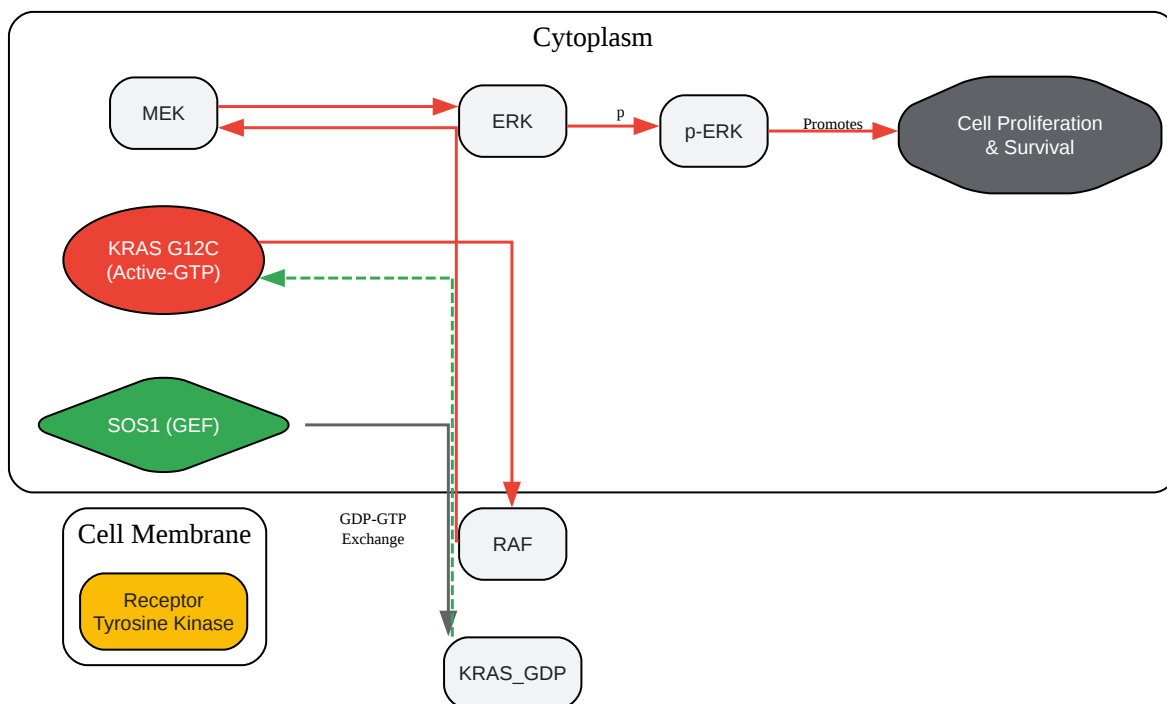 Cytoplasm
MEK
ERK
p
p-ERK
Promotes
Cell Proliferation
& Survival
KRAS G12C
(Active-GTP)
SOS1 (GEF)
GDP-GTP
Exchange
RAF
Cell Membrane
Receptor
Tyrosine Kinase
KRAS_GDP